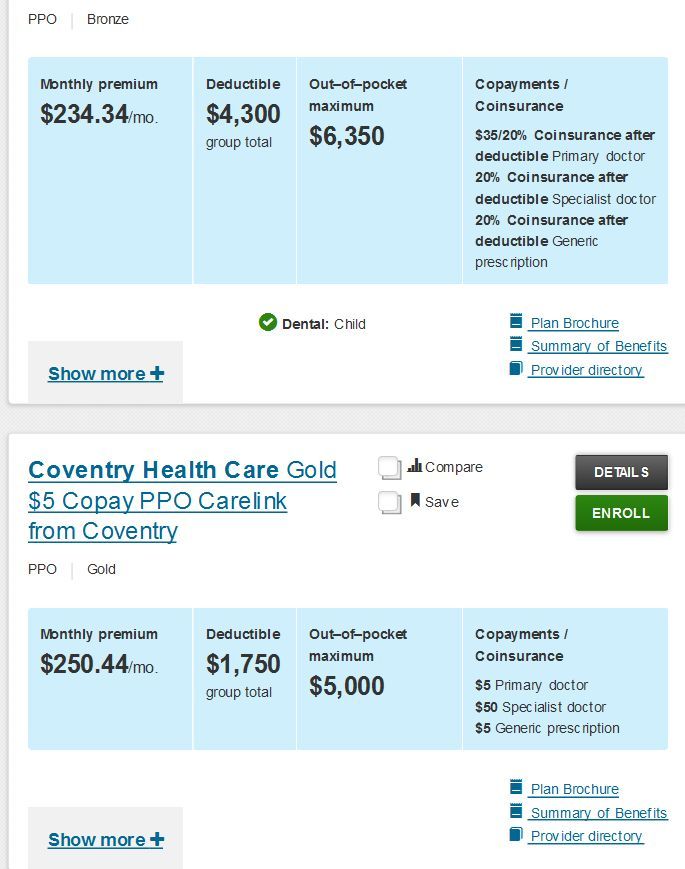 PPO | Bronze
Monthly premium
$234.34/mo.
Deductible
$4,300
group total
Out–of–pocket
maximum
$6,350
Copayments /
Coinsurance
$35/20% Coinsurance after
deductible Primary doctor
20% Coinsurance after
deductible Specialist doctor
20% Coinsurance after
deductible Generic
prescription
Dental: Child
Plan Brochure
Summary of Benefits
Provider directory
Show more +
Coventry Health Care Gold
$5 Copay PPO Carelink
from Coventry
Compare
Save
DETAILS
ENROLL
PPO | Gold
Monthly premium
$250.44/mo.
Deductible
$1,750
group total
Out–of–pocket
maximum
$5,000
Copayments /
Coinsurance
$5 Primary doctor
$50 Specialist doctor
$5 Generic prescription
Plan Brochure
Summary of Benefits
Provider directory
Show more +